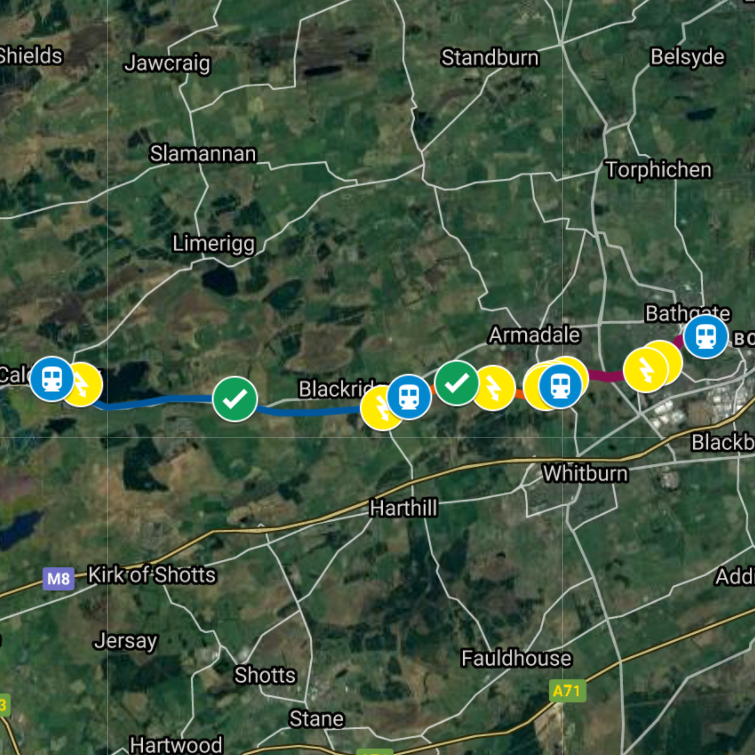 Shields
Jawcraig
Standburn
Belsyde
Slamannan
Torphichen
Limerigg
Bathgate
Armadale
Cal
Blackrid
Blackb
Whitburn
Harthill
M8
Kirk of Shotts
Add
Jersay
Fauldhouse
Shotts
A71
Stane
Hartwood